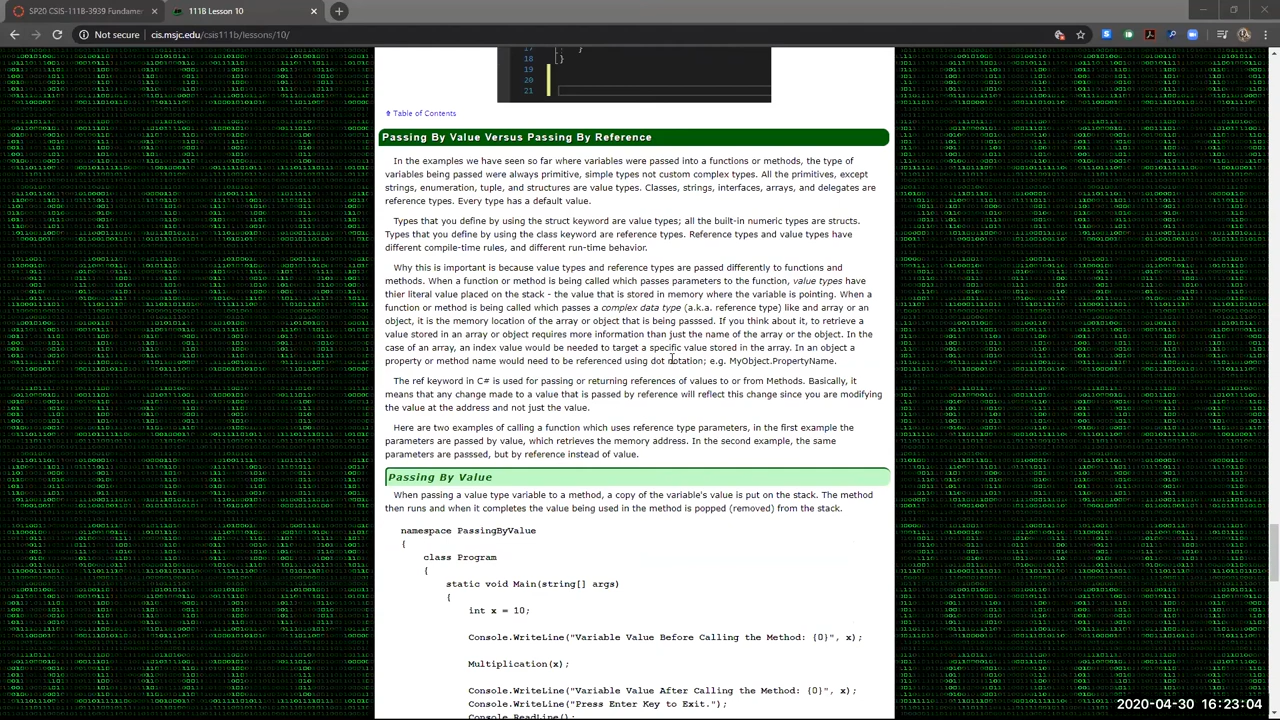 SP20 CSIS-111B-3939 Fundamen
111B Lesson 10
Not secure | cis.msjc.edu/csis111b/lessons/10/
17
18 }
19
20
21
⇧ Table of Contents
Passing By Value Versus Passing By Reference
In the examples we have seen so far where variables were passed into a functions or methods, the type of
variables being passed were always primitive, simple types not custom complex types. All the primitives, except
strings, enumeration, tuple, and structures are value types. Classes, strings, interfaces, arrays, and delegates are
reference types. Every type has a default value.
Types that you define by using the struct keyword are value types; all the built-in numeric types are structs.
Types that you define by using the class keyword are reference types. Reference types and value types have
different compile-time rules, and different run-time behavior.
Why this is important is because value types and reference types are passed differently to function and
methods. When a function or method is being called which passes parameters to the function, value types have
thier literal value placed on the stack - the value that is stored in memory where the variable is pointing. When a
function or method is being called which passes a complex data type (a.k.a. reference type) like and array or an
object, it is the memory location of the array or object that is being passed. If you think about it, to retrieve a
value stored in an array or object requires more information than just the name of the array or the object. In the
case of an array, an index value would be needed to target a specific value stored in the array. In an object a
property or method name would need to be referenced using dot notation; e.g. MyObject.PropertyName.
The ref keyword in C# is used for passing or returning references of values to or from Methods. Basically, it
means that any change made to a value that is passed by reference will reflect this change since you are modifying
the value at the address and not just the value.
Here are two examples of calling a function which uses reference type parameters, in the first example the
parameters are passed by value, which retrieves the memory address. In the second example, the same
parameters are passsed, but by reference instead of value.
Passing By Value
When passing a value type variable to a method, a copy of the variable's value is put on the stack. The method
then runs and when it completes the value being used in the method is popped (removed) from the stack.
namespace PassingByValue
{
class Program
{
static void Main(string[] args)
{
int x = 10;
Console.WriteLine("Variable Value Before Calling the Method: {0}", x);
Multiplication(x);
Console.WriteLine("Variable Value After Calling the Method: {0}", x);
Console.WriteLine("Press Enter Key to Exit.");
Console.ReadLine();
2020-04-30 16:23:04